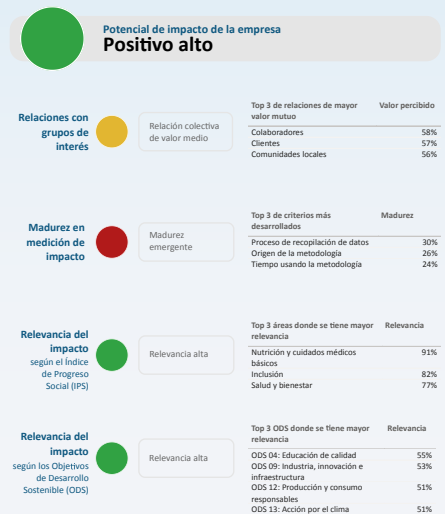 Potencial de impacto de la empresa
Positivo alto
Relaciones con
grupos de
interés
Relación colectiva
de valor medio
Top 3 de relaciones de mayor
valor mutuo
Valor percibido
Colaboradores 58%
Clientes 57%
Comunidades locales 56%
Madurez en
medición de
impacto
Madurez
emergente
Top 3 de criterios más
desarrollados
Madurez
Proceso de recopilación de datos 30%
Origen de la metodología 26%
Tiempo usando la metodología 24%
Relevancia del
impacto
según el Índice
de Progreso
Social (IPS)
Relevancia alta
Top 3 áreas donde se tiene mayor
relevancia
Relevancia
Nutrición y cuidados médicos 91%
básicos
Inclusión 82%
Salud y bienestar 77%
Relevancia del
impacto
según los Objetivos
de Desarrollo
Sostenible (ODS)
Relevancia alta
Top 3 ODS donde se tiene mayor
relevancia
Relevancia
ODS 04: Educación de calidad 55%
ODS 09: Industria, innovación e 53%
infraestructura
ODS 12: Producción y consumo 51%
responsables
ODS 13: Acción por el clima 51%